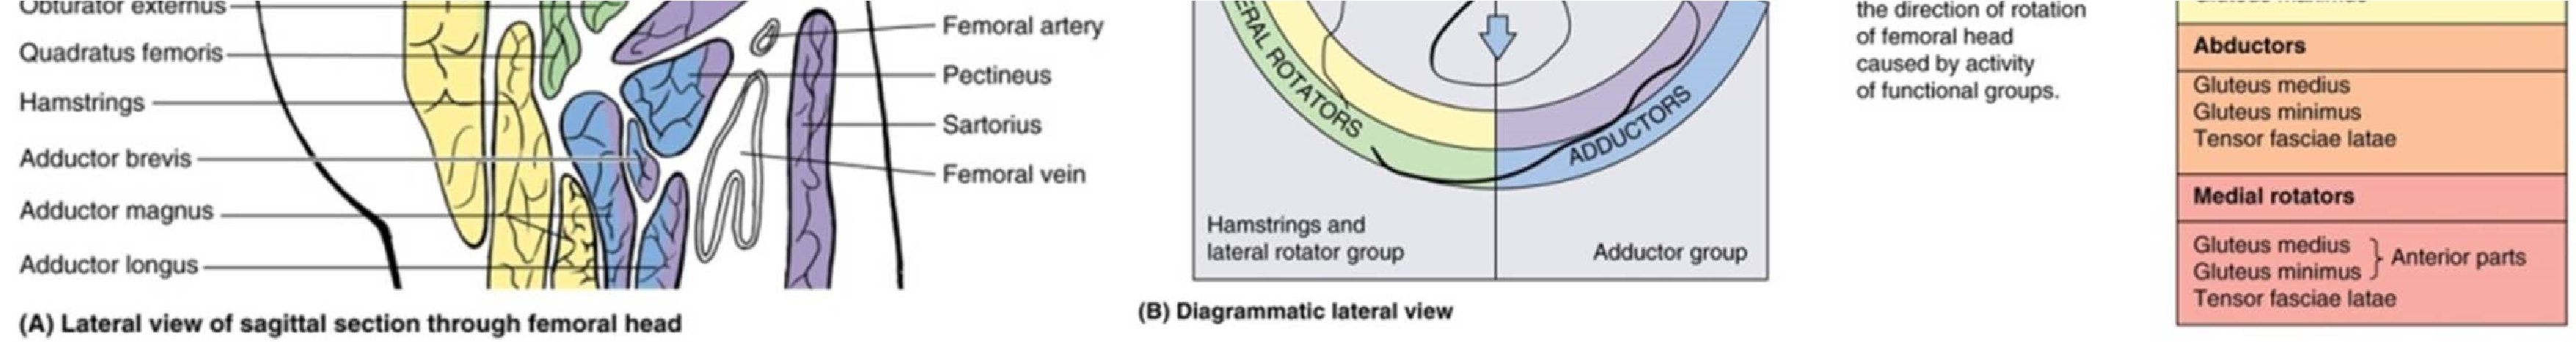 Obturator externus
Quadratus femoris
Hamstrings
Adductor brevis
Adductor magnus
Adductor longus
Femoral artery
Pectineus
Sartorius
Femoral vein
(A) Lateral view of sagittal section through femoral head
ERAL ROTATORS
ADDUCTORS
Hamstrings and
lateral rotator group
Adductor group
(B) Diagrammatic lateral view
the direction of rotation
of femoral head
caused by activity
of functional groups.
Abductors
Gluteus medius
Gluteus minimus
Tensor fasciae latae
Medial rotators
Gluteus medius
Gluteus minimus
Anterior parts
Tensor fasciae latae